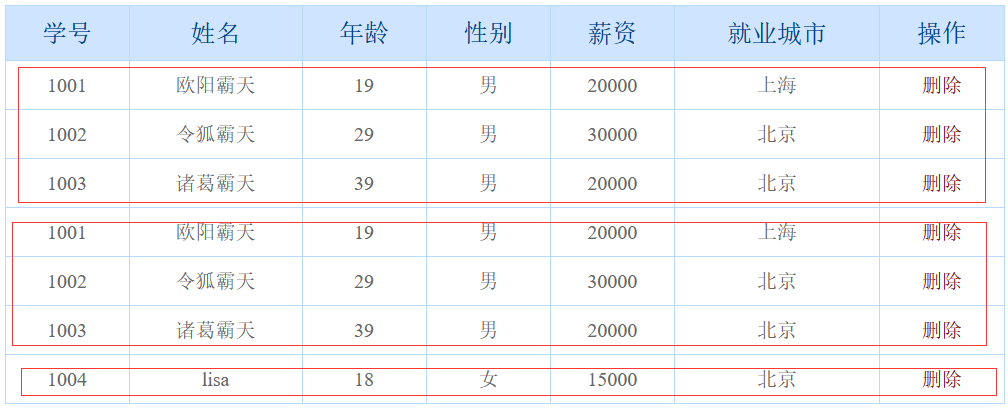 学号 姓名 年龄 性别 薪资 就业城市 操作
1001 欧阳霸天 19 男 20000 上海 删除
1002 令狐霸天 29 男 30000 北京 删除
1003 诸葛霸天 39 男 20000 北京 删除
1001 欧阳霸天 19 男 20000 上海 删除
1002 令狐霸天 29 男 30000 北京 删除
1003 诸葛霸天 39 男 20000 北京 删除
1004 lisa 18 女 15000 北京 删除